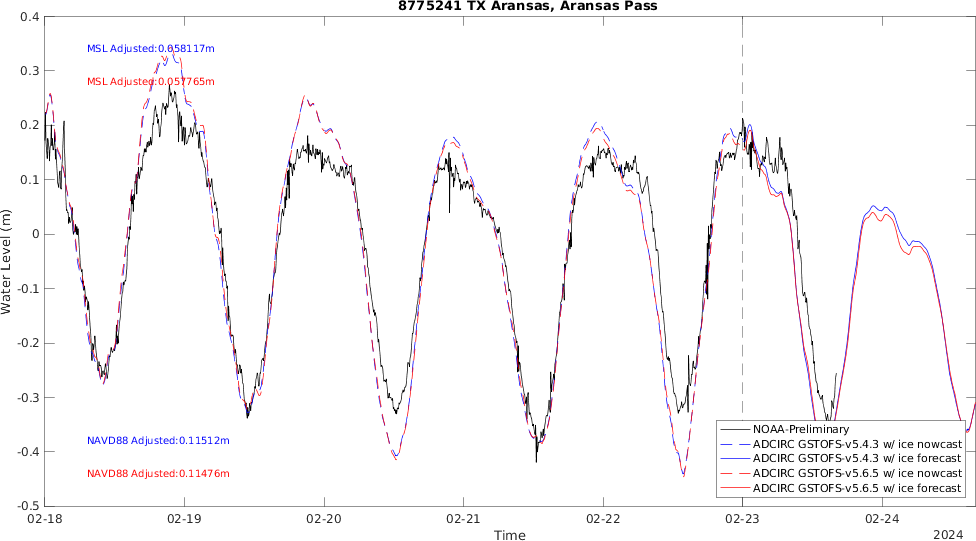 8775241 TX Aransas, Aransas Pass
0.4
0.3
0.2
0.1
0
-0.1
-0.2
-0.3
-0.4
-0.5
Water Level (m)
MSL Adjusted:0.058117m
MSL Adjusted:0.057765m
NAVD88 Adjusted:0.11512m
NAVD88 Adjusted:0.11476m
NOAA-Preliminary
ADCIRC GSTOFS-v5.4.3 w/ ice nowcast
ADCIRC GSTOFS-v5.4.3 w/ ice forecast
ADCIRC GSTOFS-v5.6.5 w/ ice nowcast
ADCIRC GSTOFS-v5.6.5 w/ ice forecast
02-18 02-19 02-20 02-21 02-22 02-23 02-24
Time
2024